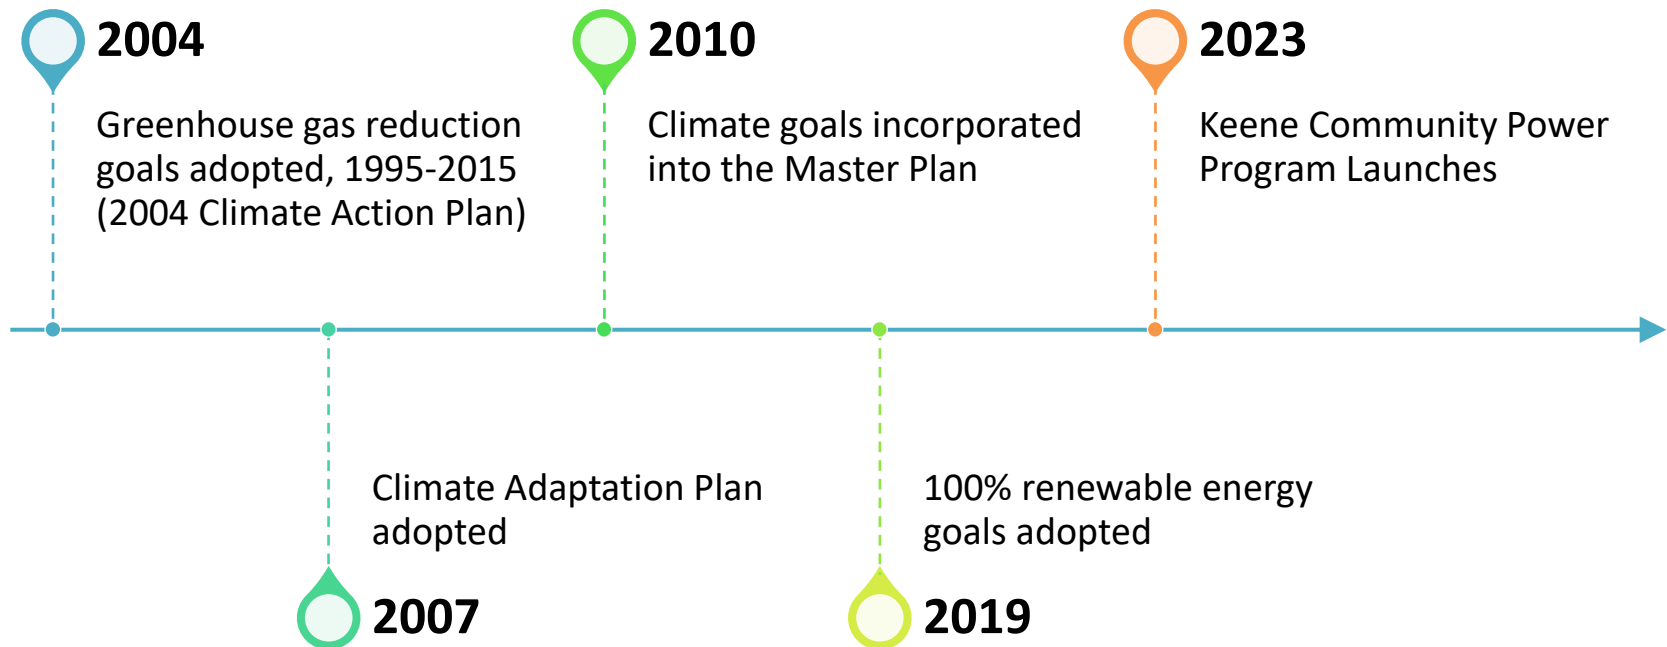 2004
Greenhouse gas reduction
goals adopted, 1995-2015
(2004 Climate Action Plan)
2010
Climate goals incorporated
into the Master Plan
2023
Keene Community Power
Program Launches
Climate Adaptation Plan
adopted
2007
100% renewable energy
goals adopted
2019